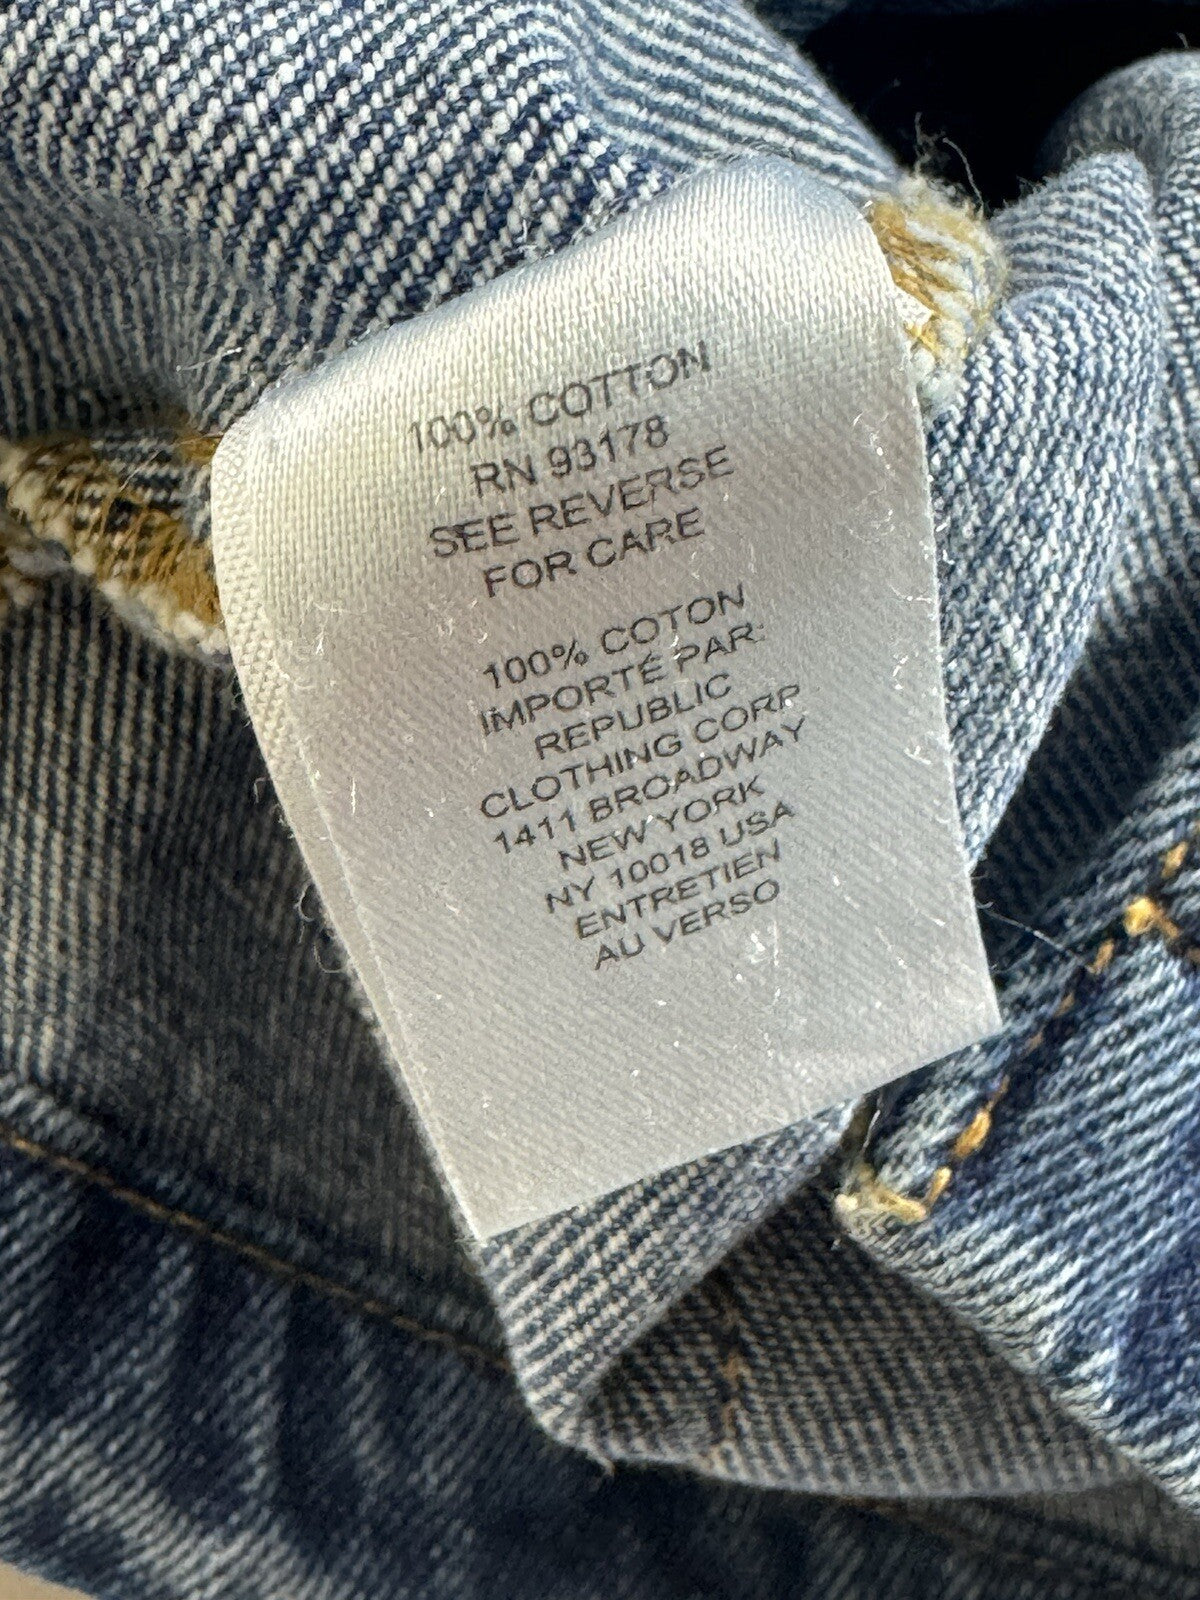 100% COTTON
RN 93178
SEE REVERSE
FOR CARE
100% COTON
IMPORTÉ PAR:
REPUBLIC
CLOTHING CORP
1411 BROADWAY
NEW YORK
NY 10018 USA
ENTRETIEN
AU VERSO